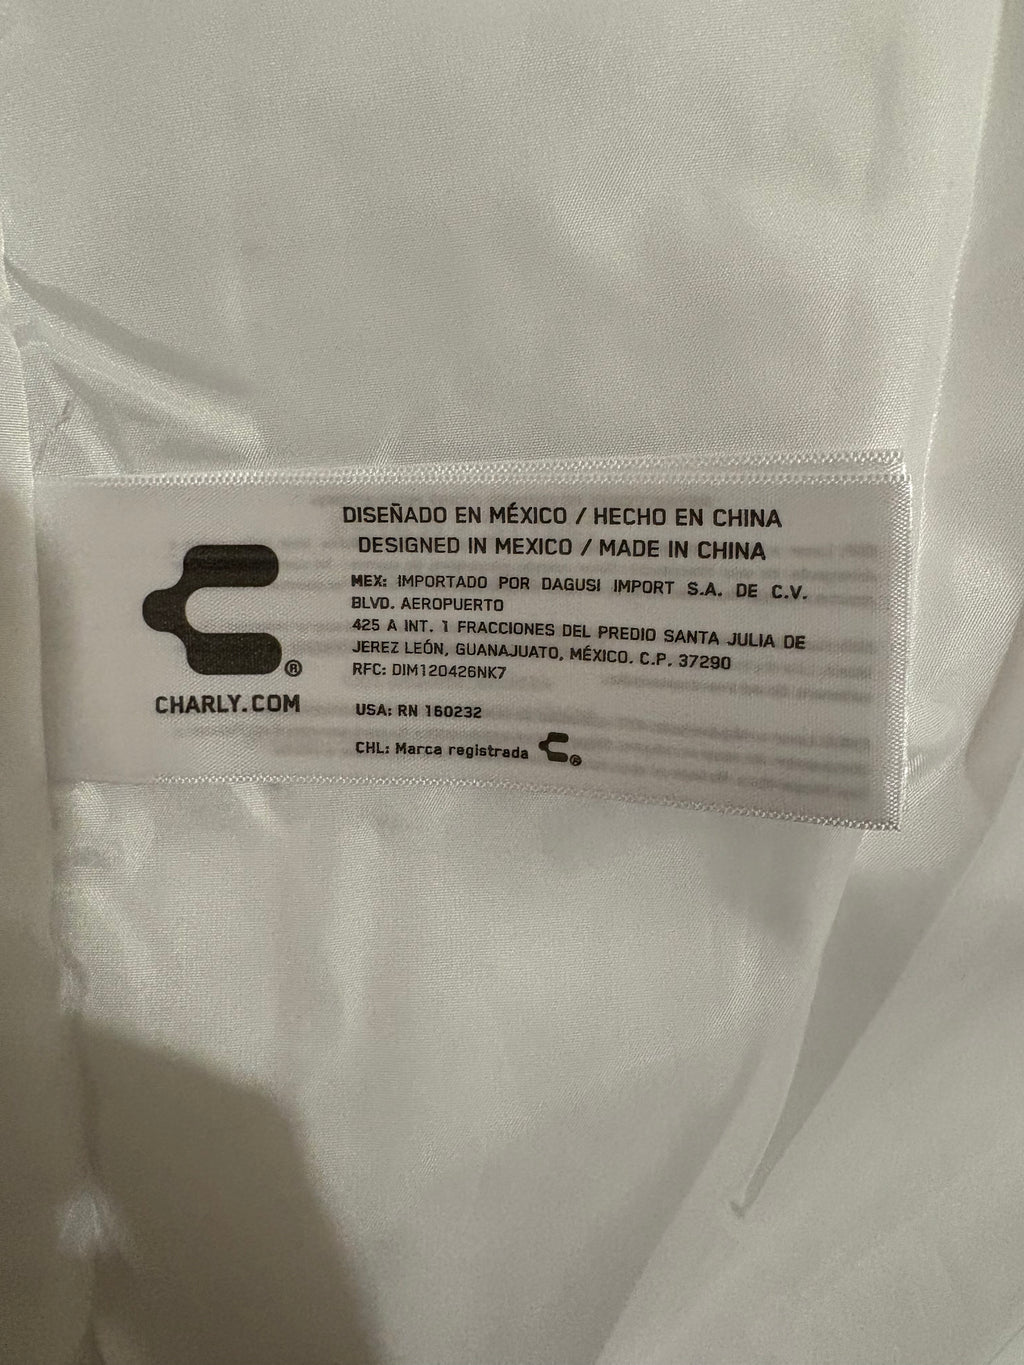 DISEÑADO EN MÉXICO / HECHO EN CHINA
DESIGNED IN MEXICO / MADE IN CHINA
MEX: IMPORTADO POR DAGUSI IMPORT S.A. DE C.V.
BLVD. AEROPUERTO
425 A INT. 1 FRACCIONES DEL PREDIO SANTA JULIA DE
JEREZ LEÓN, GUANAJUATO, MÉXICO. C.P. 37290
RFC: DIM120426NK7
®
CHARLY.COM
USA: RN 160232
CHL: Marca registrada ®